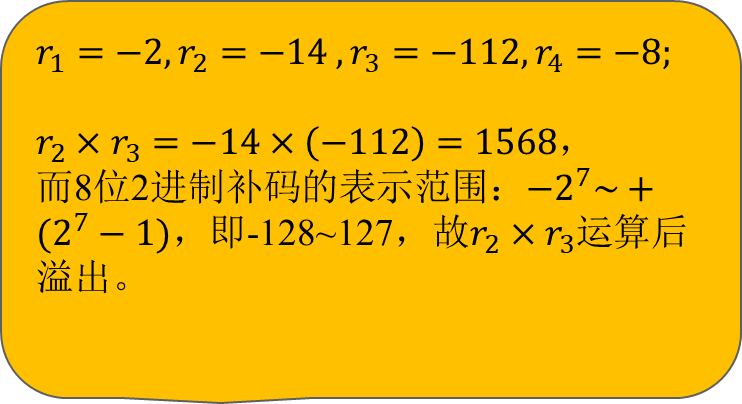 r₁ = −2, r₂ = −14 , r₃ = −112, r₄ = −8;
r₂ × r₃ = −14 × (−112) = 1568，
而8位2进制补码的表示范围：−2⁷~ +
(2⁷ − 1)，即-128~127，故r₂ × r₃运算后
溢出。